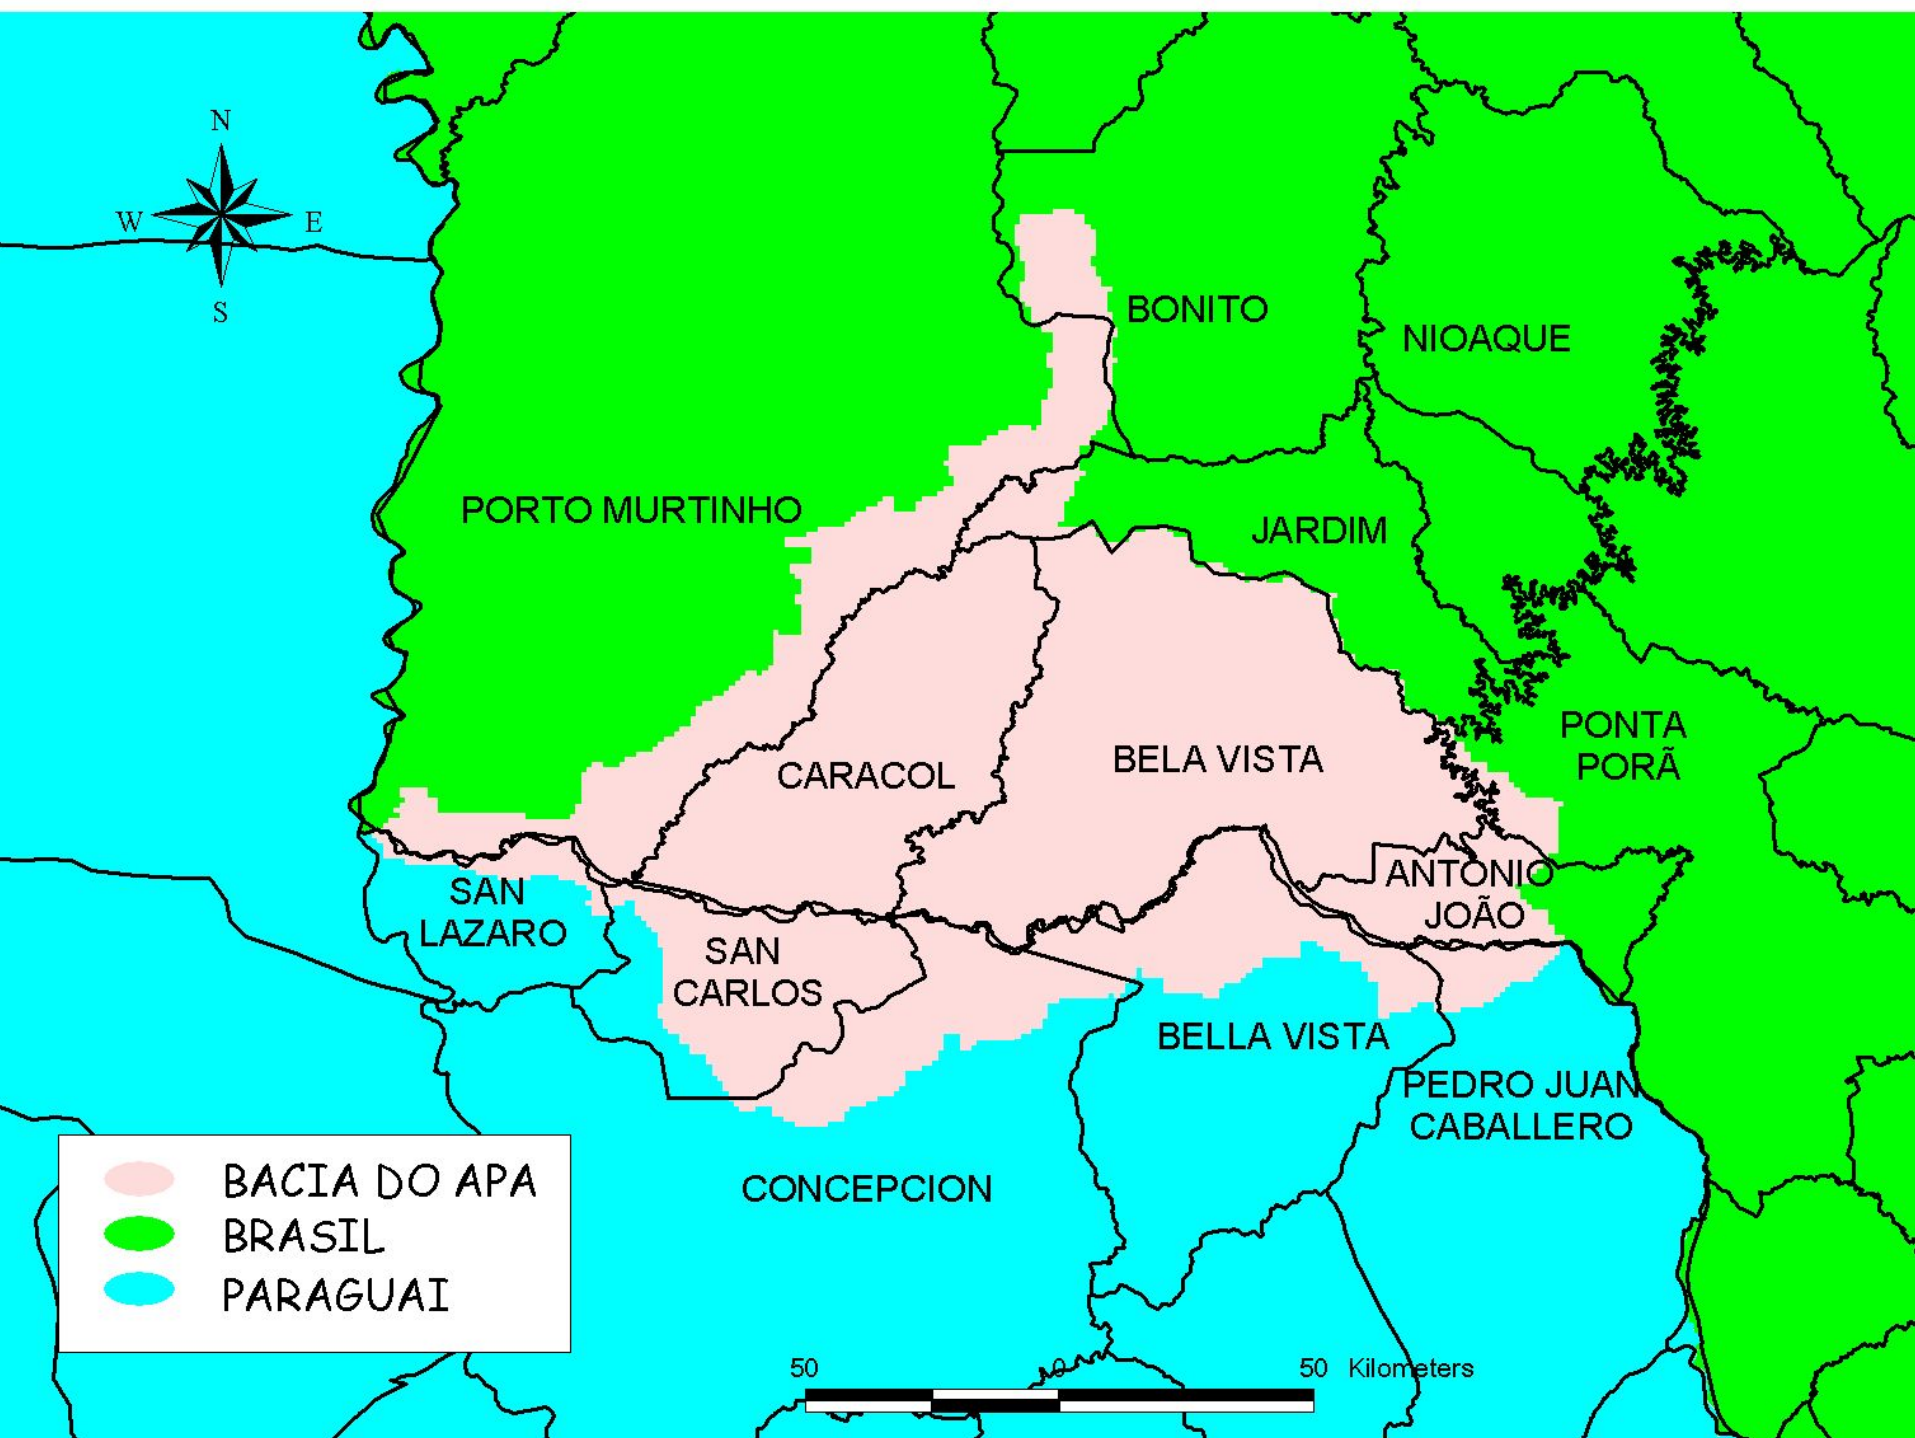 N
W
E
S
BONITO
NIOAQUE
PORTO MURTINHO
JARDIM
PONTA
PORÃ
BELA VISTA
CARACOL
ANTONIO
JOÃO
SAN
LAZARO
SAN
CARLOS
BELLA VISTA
PEDRO JUAN
CABALLERO
CONCEPCION
BACIA DO APA
BRASIL
PARAGUAI
50 0 50 Kilometers